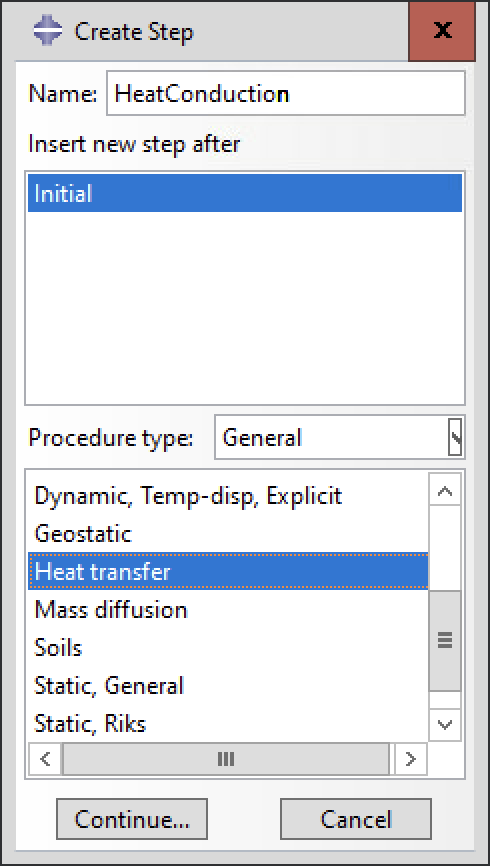 Create Step
X
Name: HeatConduction
Insert new step after
Initial
Procedure type: General
Dynamic, Temp-disp, Explicit
Geostatic
Heat transfer
Mass diffusion
Soils
Static, General
Static, Riks
Continue... Cancel